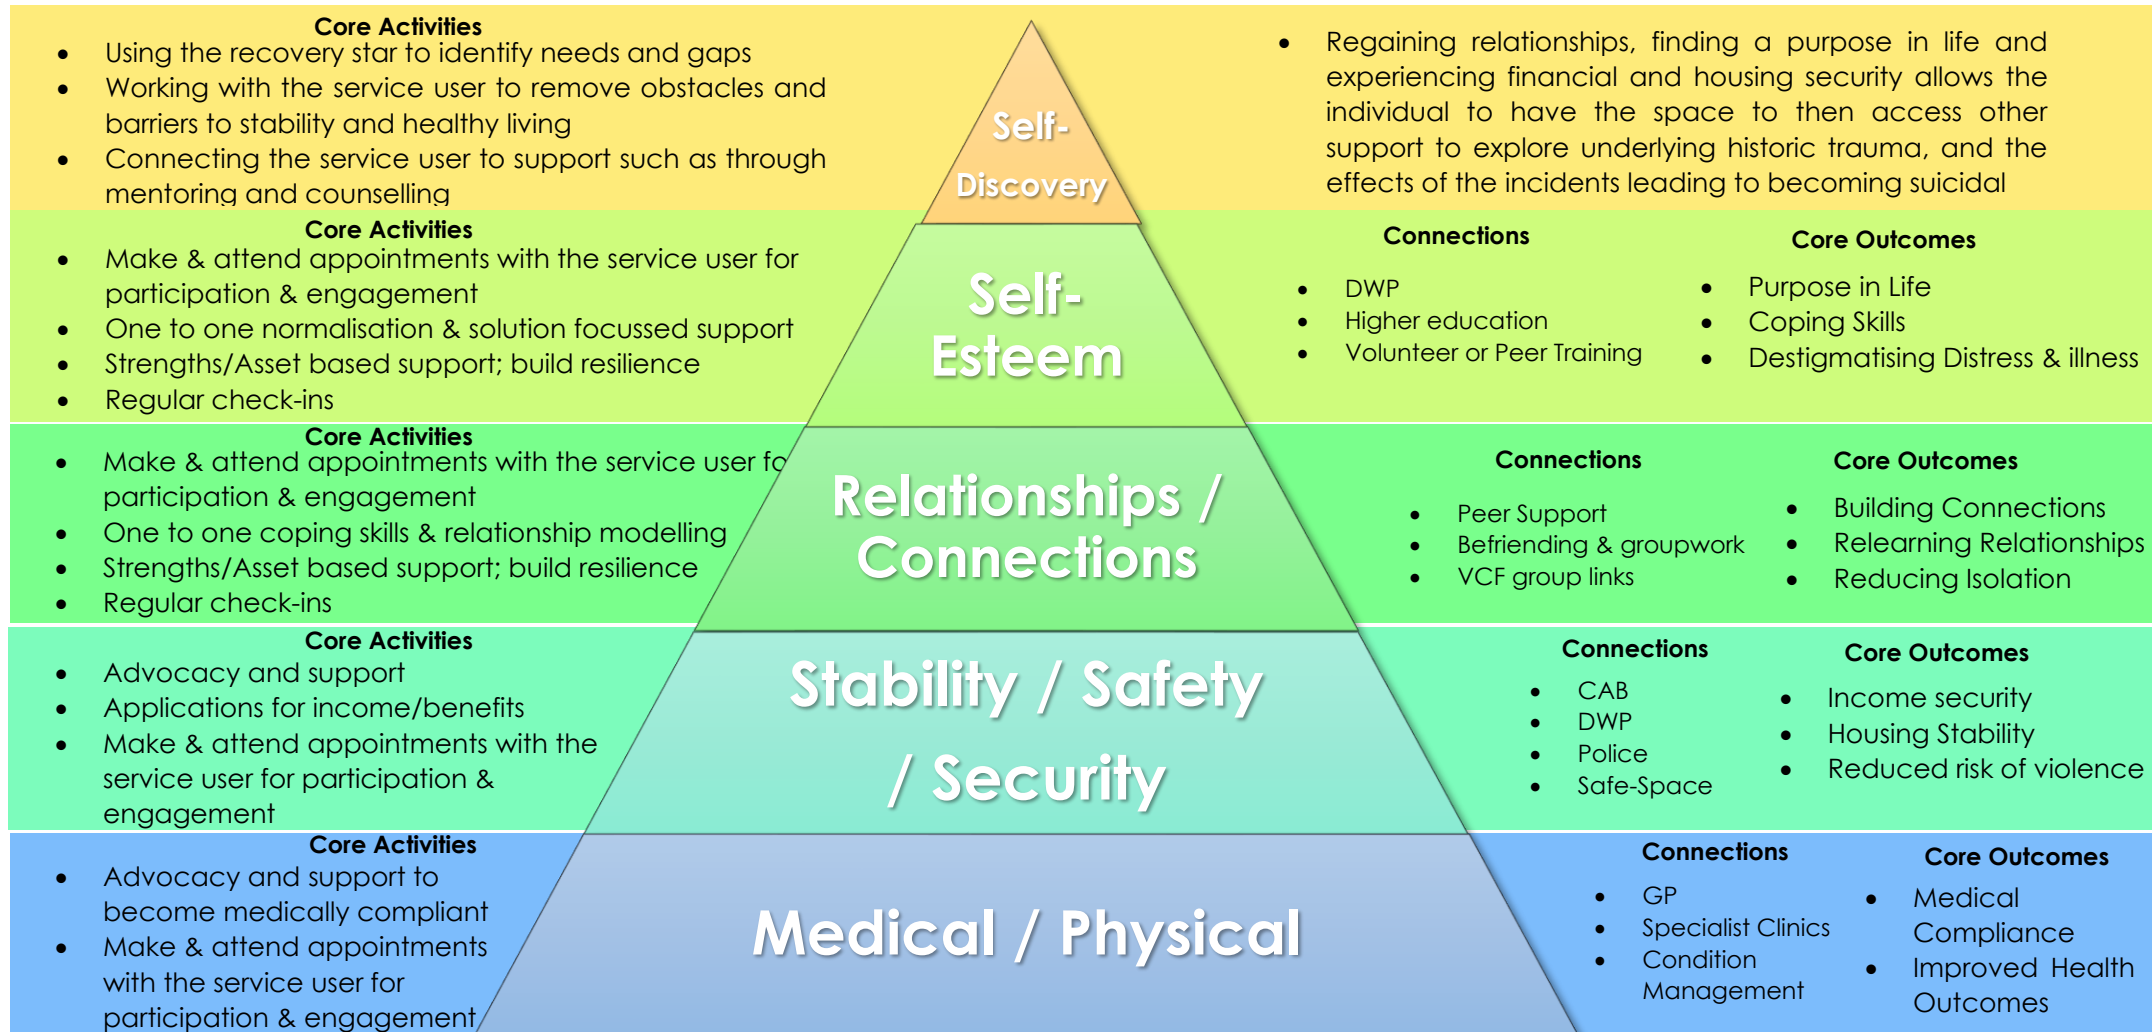 Core Activities
Using the recovery star to identify needs and gaps
Working with the service user to remove obstacles and
barriers to stability and healthy living
Connecting the service user to support such as through
mentoring and counselling
Self-
Discovery
Regaining relationships, finding a purpose in life and
experiencing financial and housing security allows the
individual to have the space to then access other
support to explore underlying historic trauma, and the
effects of the incidents leading to becoming suicidal
Core Activities
Make & attend appointments with the service user for
participation & engagement
One to one normalisation & solution focussed support
Strengths/Asset based support; build resilience
Regular check-ins
Self-
Esteem
Connections
DWP
Higher education
Volunteer or Peer Training
Core Outcomes
Purpose in Life
Coping Skills
Destigmatising Distress & illness
Core Activities
Make & attend appointments with the service user fo
participation & engagement
One to one coping skills & relationship modelling
Strengths/Asset based support; build resilience
Regular check-ins
Relationships /
Connections
Connections
Peer Support
Befriending & groupwork
VCF group links
Core Outcomes
Building Connections
Relearning Relationships
Reducing Isolation
Core Activities
Advocacy and support
Applications for income/benefits
Make & attend appointments with the
service user for participation &
engagement
Stability / Safety
/ Security
Connections
CAB
DWP
Police
Safe-Space
Core Outcomes
Income security
Housing Stability
Reduced risk of violence
Core Activities
Advocacy and support to
become medically compliant
Make & attend appointments
with the service user for
participation & engagement
Medical / Physical
Connections
GP
Specialist Clinics
Condition
Management
Core Outcomes
Medical
Compliance
Improved Health
Outcomes